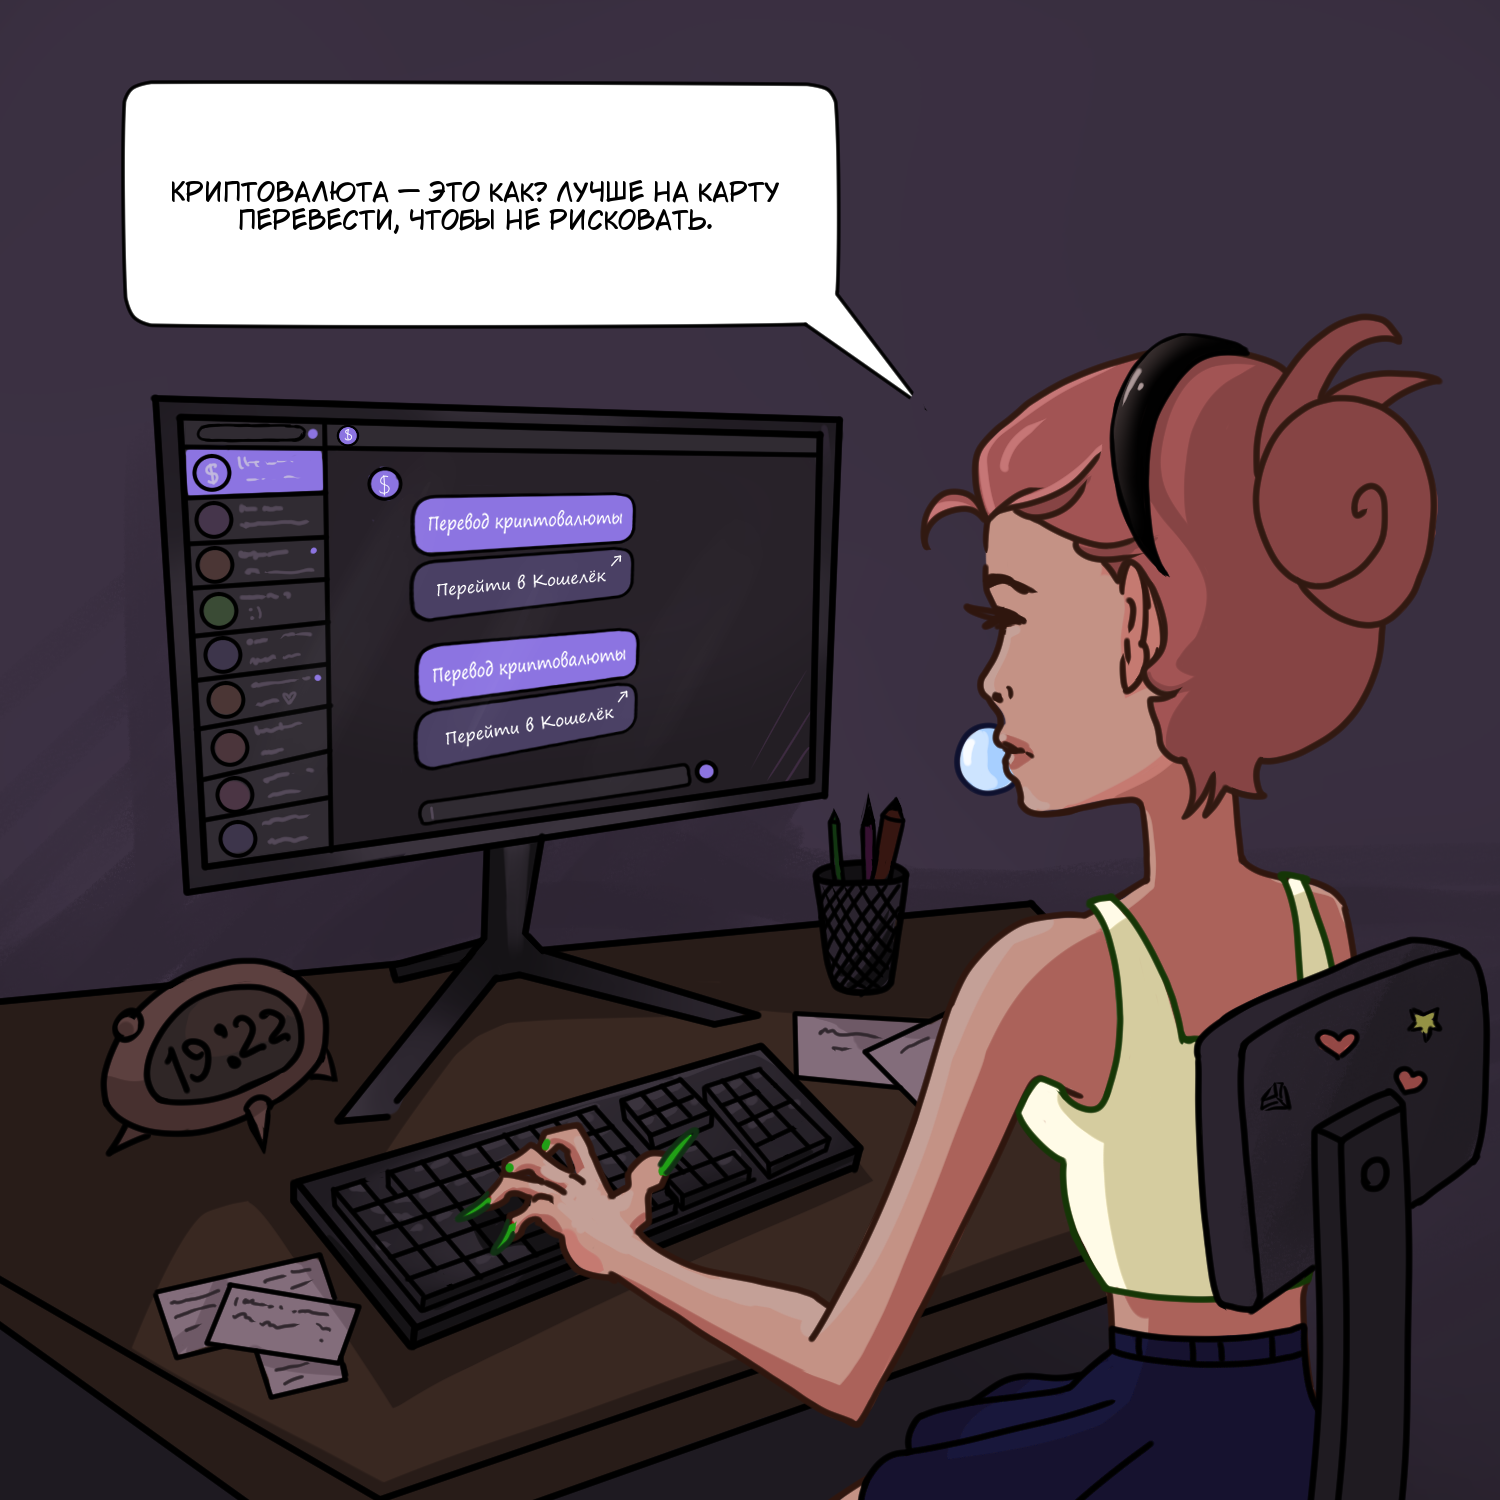 КРИПТОВАЛЮТА — ЭТО КАК? ЛУЧШЕ НА КАРТУ
ПЕРЕВЕСТИ, ЧТОБЫ НЕ РИСКОВАТЬ.
$
$
$
Перевод криптовалюты
Перейти в Кошелёк
:)
Перевод криптовалюты
Перейти в Кошелёк
19:22